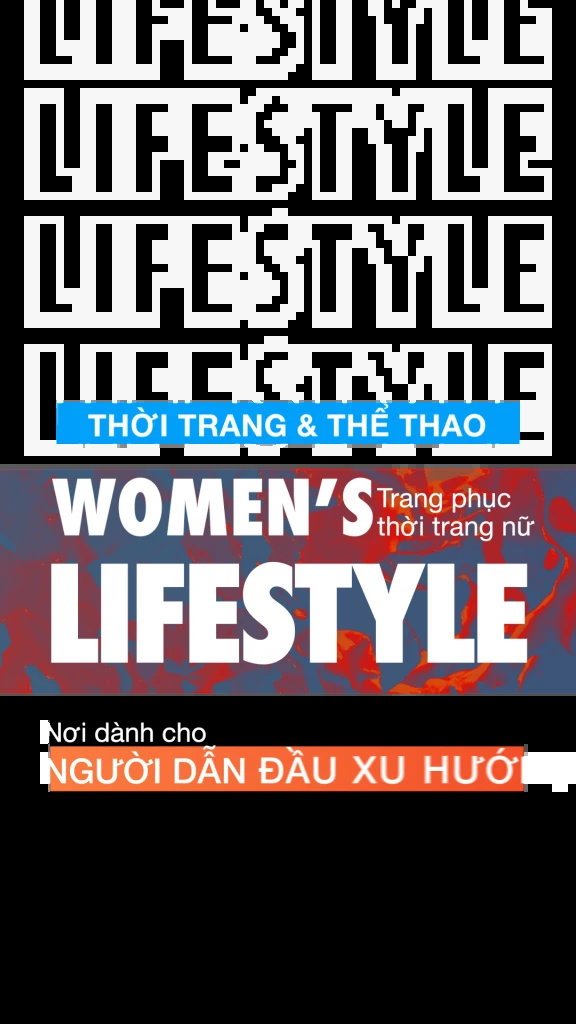 LIFESTYLE
LIFESTYLE
LIFESTYLE
LIFESTYLE
THỜI TRANG & THỂ THAO
WOMEN'S
Trang phục
thời trang nữ
LIFESTYLE
Nơi dành cho
NGƯỜI DẪN ĐẦU XU